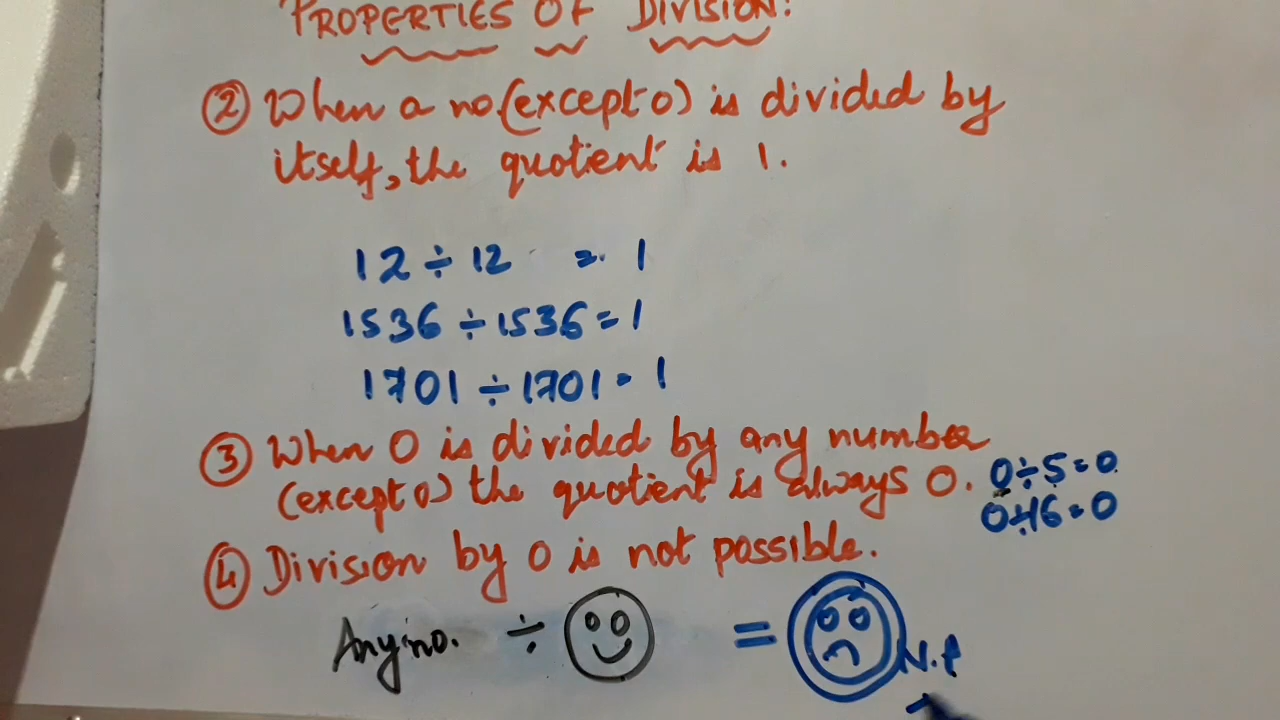 PROPERTIES OF DIVISION:
② When a no.(except 0) is divided by
itself, the quotient is 1.
12 ÷ 12 = 1
1536 ÷ 1536 = 1
1701 ÷ 1701 = 1
③ When 0 is divided by any number
(except 0) the quotient is always 0. 0÷5=0
0÷16=0
④ Division by 0 is not possible.
Any no. ÷ = N.P